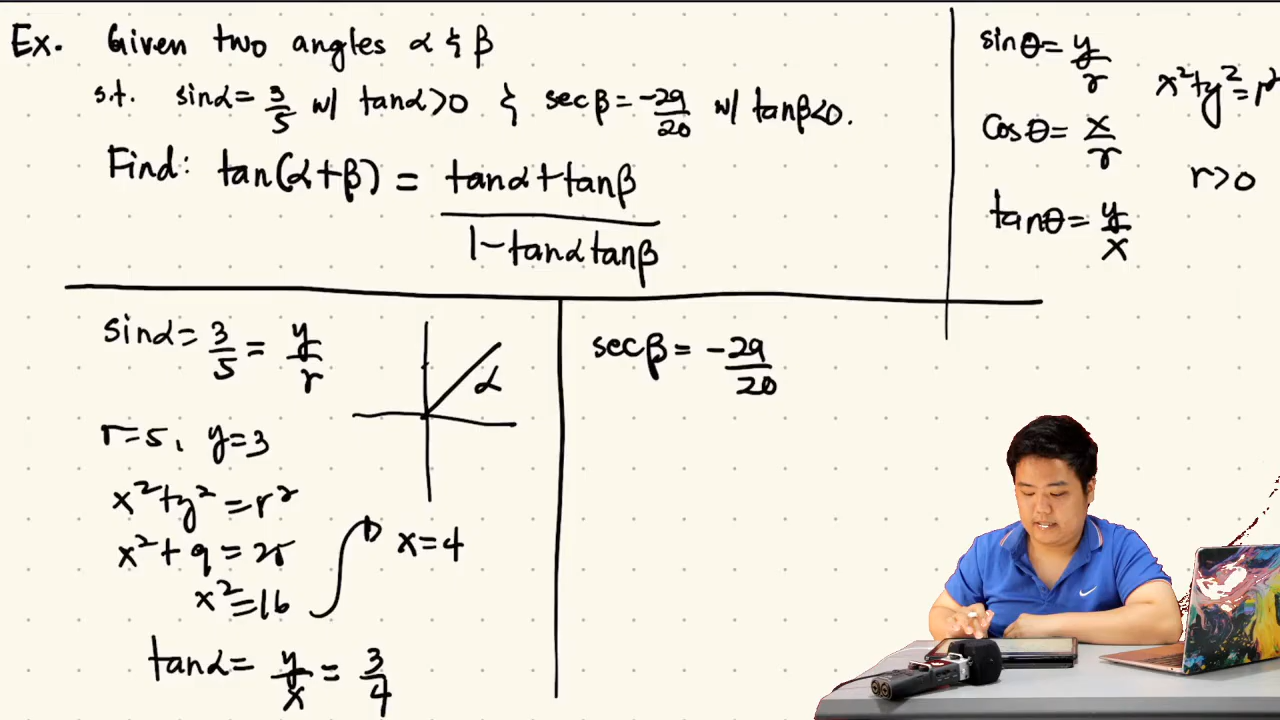 Ex. Given two angles α & β
s.t. sinα = 3/5 w/ tanα>0 & secβ = -29/20 w/ tanβ<0.
Find: tan(α+β) = tanα+tanβ / 1-tanαtanβ
sinθ = y/r
x²+y²=r²
cosθ = x/r
r>0
tanθ = y/x
sinα = 3/5 = y/r
α
r=5, y=3
x²+y² = r²
x²+9 = 25
x²=16
x=4
tanα = y/x = 3/4
secβ = -29/20